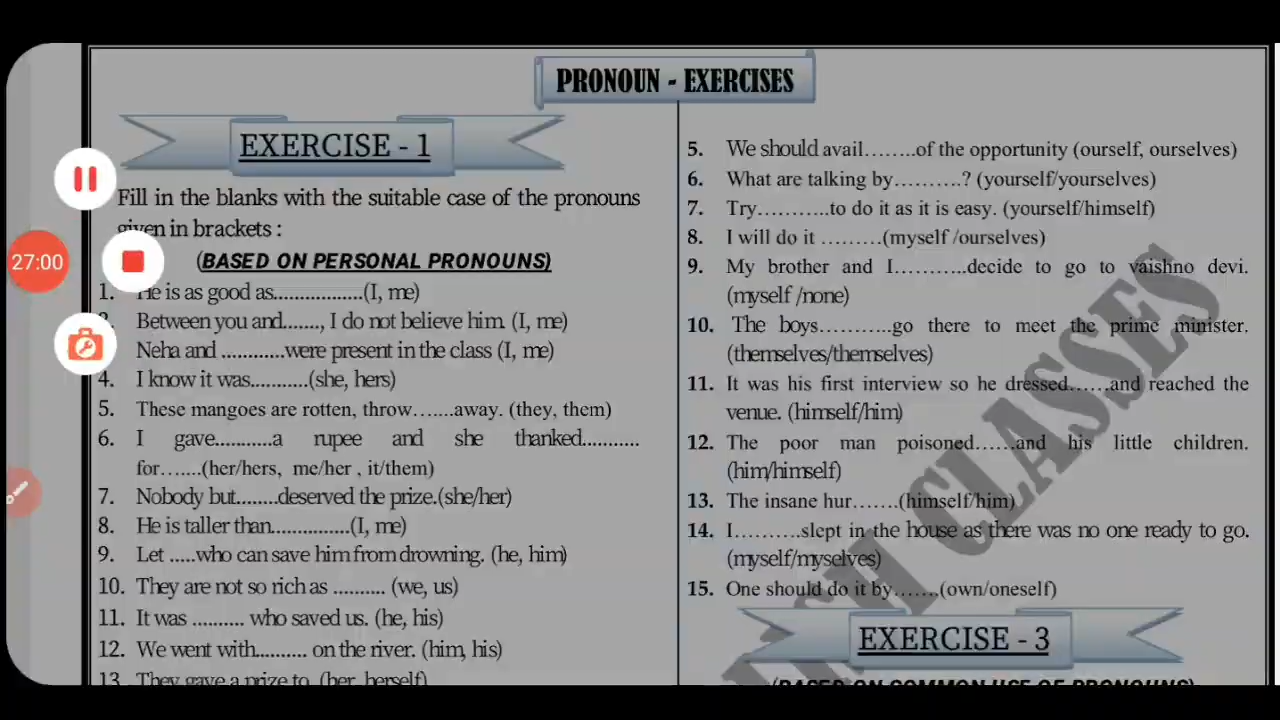 PRONOUN - EXERCISES
EXERCISE - 1
Fill in the blanks with the suitable case of the pronouns
given in brackets :
(BASED ON PERSONAL PRONOUNS)
1. He is as good as.................(I, me)
Between you and......., I do not believe him. (I, me)
Neha and ............were present in the class (I, me)
4. I know it was...........(she, hers)
5. These mangoes are rotten, throw…....away. (they, them)
6. I gave...........a rupee and she thanked...........
for…....(her/hers, me/her , it/them)
7. Nobody but........deserved the prize.(she/her)
8. He is taller than...............(I, me)
9. Let .....who can save him from drowning. (he, him)
10. They are not so rich as .......... (we, us)
11. It was .......... who saved us. (he, his)
12. We went with.......... on the river. (him, his)
13. They gave a prize to. (her, herself)
5. We should avail……..of the opportunity (ourself, ourselves)
6. What are talking by……….? (yourself/yourselves)
7. Try………..to do it as it is easy. (yourself/himself)
8. I will do it ………(myself /ourselves)
9. My brother and I………..decide to go to vaishno devi.
(myself /none)
10. The boys………..go there to meet the prime minister.
(themselves/themselves)
11. It was his first interview so he dressed……and reached the
venue. (himself/him)
12. The poor man poisoned……and his little children.
(him/himself)
13. The insane hur…….(himself/him)
14. I……….slept in the house as there was no one ready to go.
(myself/myselves)
15. One should do it by…….(own/oneself)
EXERCISE - 3
(BASED ON COMMON USE OF PRONOUNS)
27:00
CLASSES